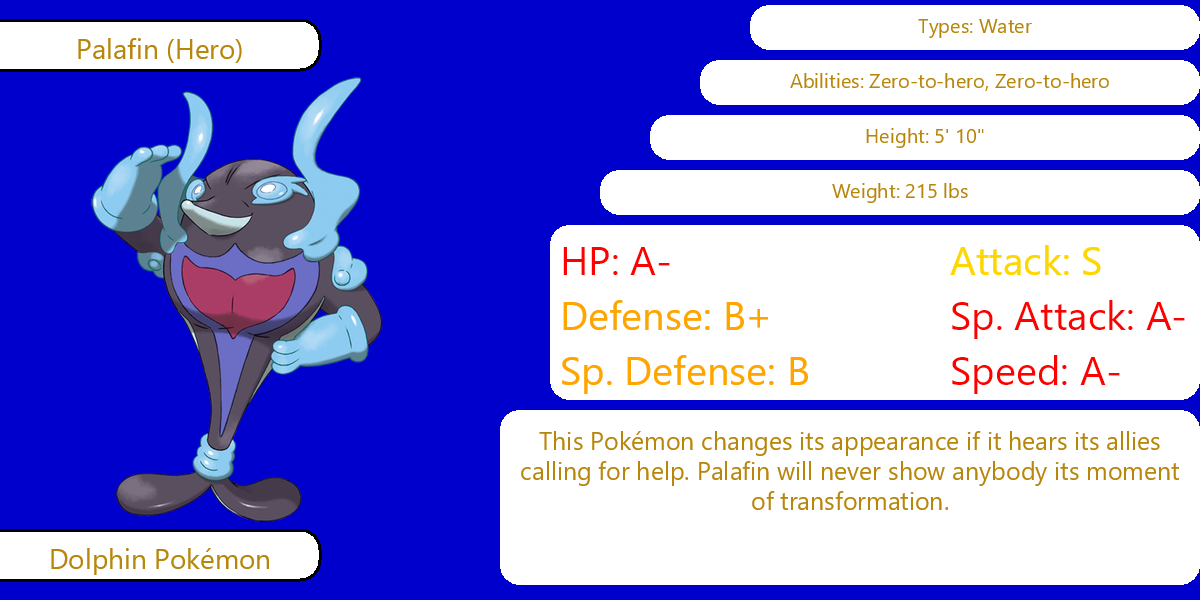 Palafin (Hero)
Types: Water
Abilities: Zero-to-hero, Zero-to-hero
Height: 5' 10"
Weight: 215 lbs
HP: A-
Attack: S
Defense: B+
Sp. Attack: A-
Sp. Defense: B
Speed: A-
This Pokémon changes its appearance if it hears its allies
calling for help. Palafin will never show anybody its moment
of transformation.
Dolphin Pokémon